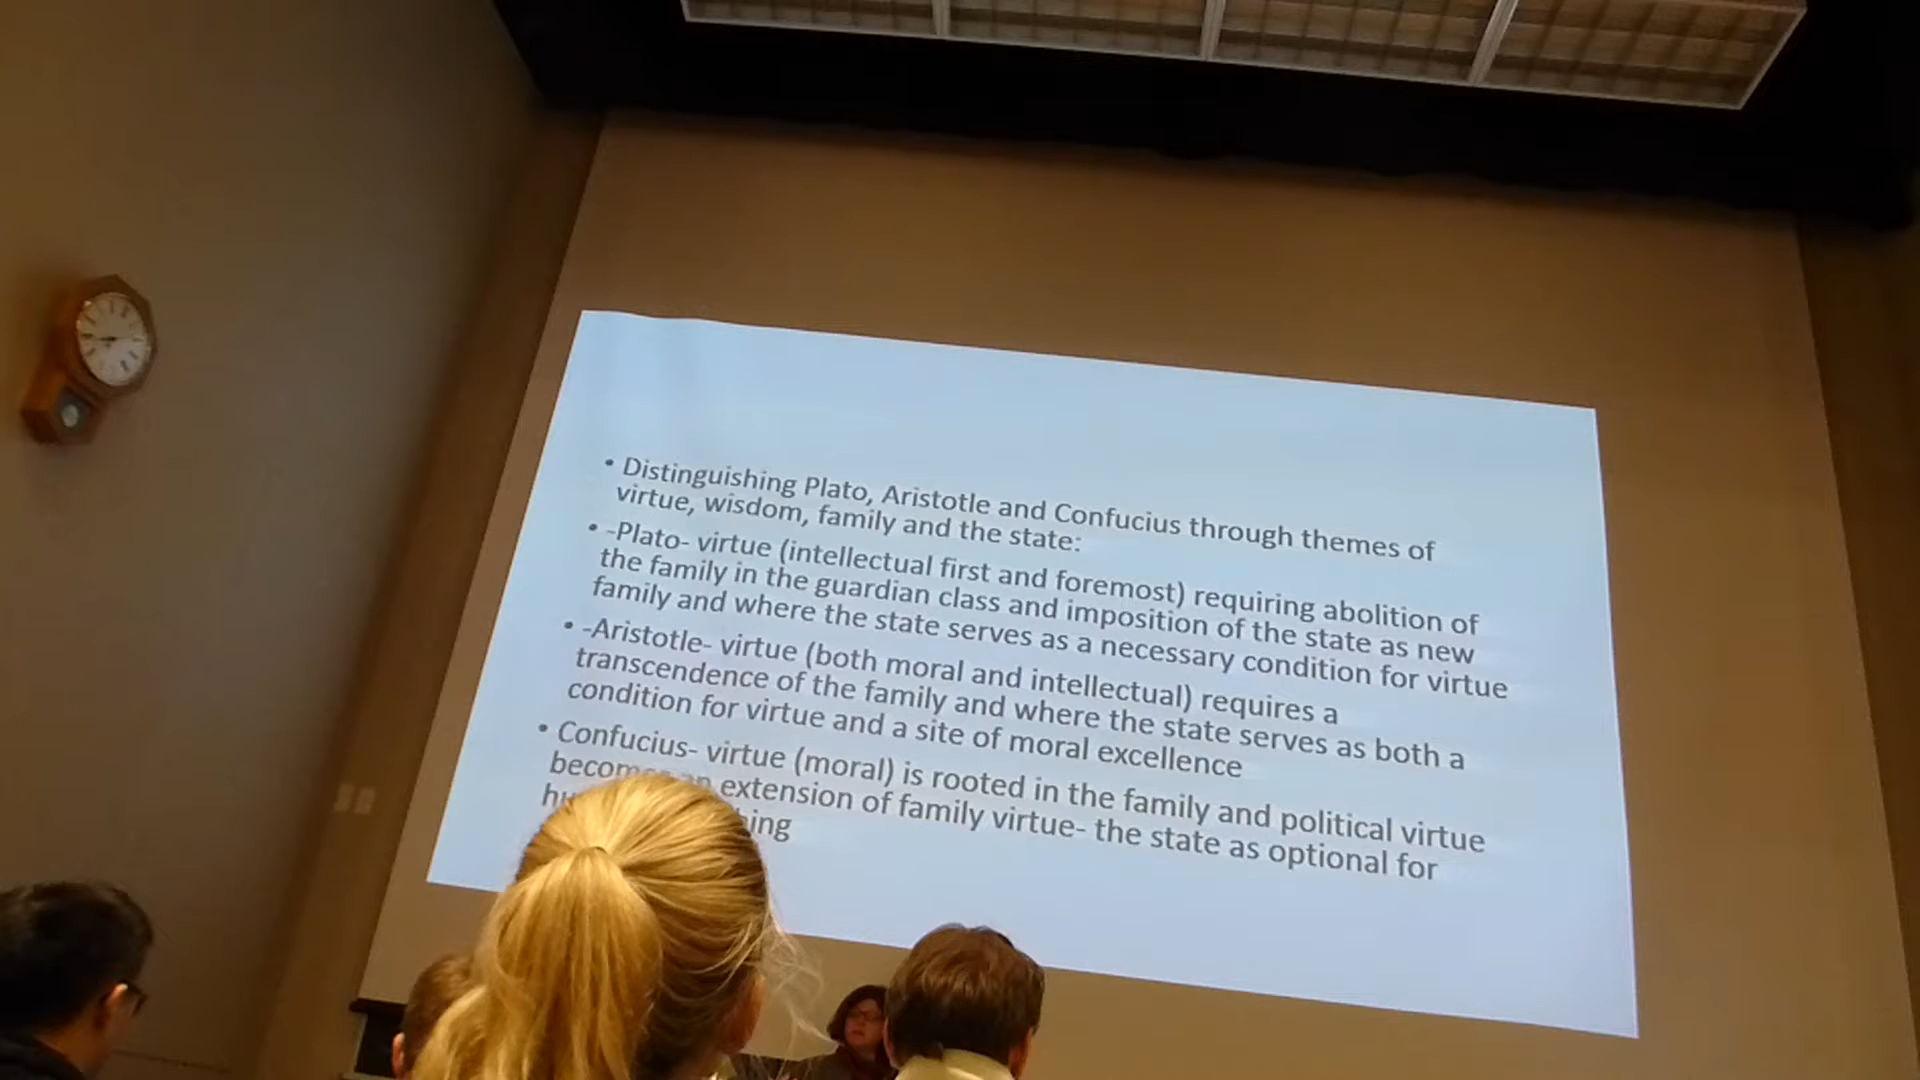 • Distinguishing Plato, Aristotle and Confucius through themes of
virtue, wisdom, family and the state:
• -Plato- virtue (intellectual first and foremost) requiring abolition of
the family in the guardian class and imposition of the state as new
family and where the state serves as a necessary condition for virtue
• -Aristotle- virtue (both moral and intellectual) requires a
transcendence of the family and where the state serves as both a
condition for virtue and a site of moral excellence
• Confucius- virtue (moral) is rooted in the family and political virtue
extension of family virtue- the state as optional for